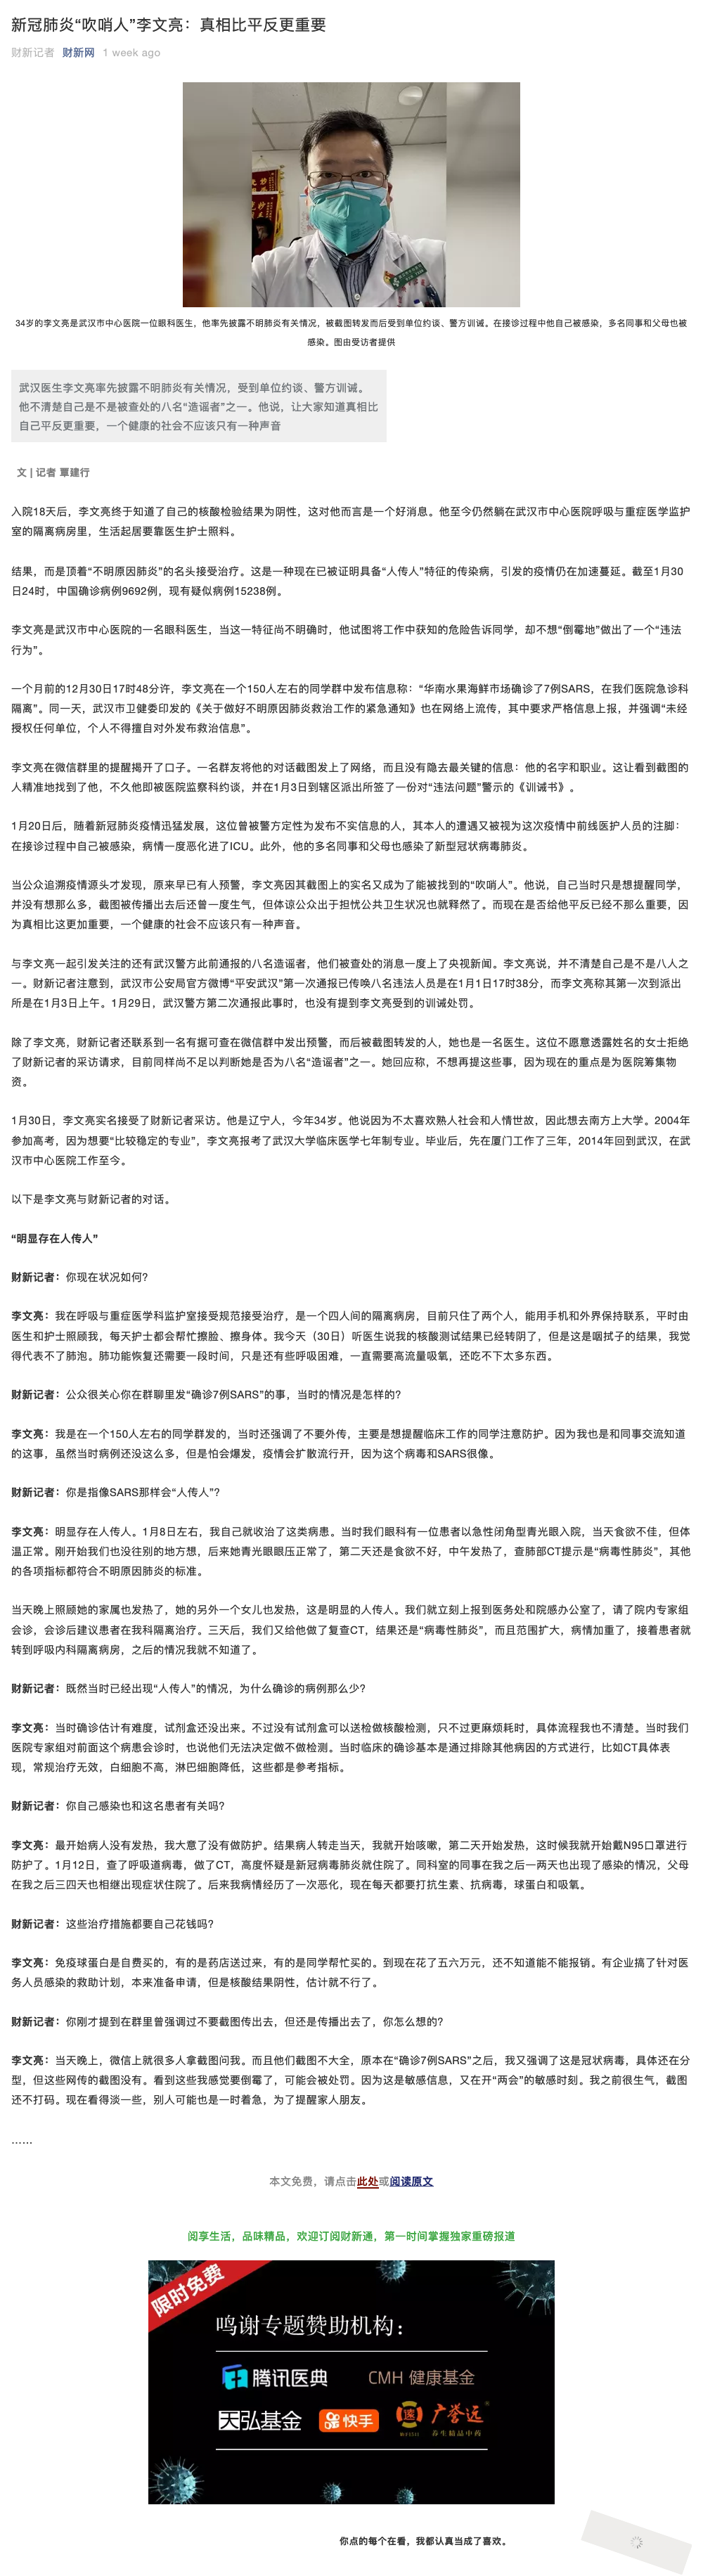 新冠肺炎“吹哨人”李文亮：真相比平反更重要
财新记者 财新网 1 week ago
34岁的李文亮是武汉市中心医院一位眼科医生，他率先披露不明肺炎有关情况，被截图转发而后受到单位约谈、警方训诫。在接诊过程中他自己被感染，多名同事和父母也被
感染。图由受访者提供
武汉医生李文亮率先披露不明肺炎有关情况，受到单位约谈、警方训诫。
他不清楚自己是不是被查处的八名“造谣者”之一。他说，让大家知道真相比
自己平反更重要，一个健康的社会不应该只有一种声音
文 | 记者 覃建行
入院18天后，李文亮终于知道了自己的核酸检验结果为阴性，这对他而言是一个好消息。他至今仍然躺在武汉市中心医院呼吸与重症医学监护
室的隔离病房里，生活起居要靠医生护士照料。
结果，而是顶着“不明原因肺炎”的名头接受治疗。这是一种现在已被证明具备“人传人”特征的传染病，引发的疫情仍在加速蔓延。截至1月30
日24时，中国确诊病例9692例，现有疑似病例15238例。
李文亮是武汉市中心医院的一名眼科医生，当这一特征尚不明确时，他试图将工作中获知的危险告诉同学，却不想“倒霉地”做出了一个“违法
行为”。
一个月前的12月30日17时48分许，李文亮在一个150人左右的同学群中发布信息称：“华南水果海鲜市场确诊了7例SARS，在我们医院急诊科
隔离”。同一天，武汉市卫健委印发的《关于做好不明原因肺炎救治工作的紧急通知》也在网络上流传，其中要求严格信息上报，并强调“未经
授权任何单位，个人不得擅自对外发布救治信息”。
李文亮在微信群里的提醒揭开了口子。一名群友将他的对话截图发上了网络，而且没有隐去最关键的信息：他的名字和职业。这让看到截图的
人精准地找到了他，不久他即被医院监察科约谈，并在1月3日到辖区派出所签了一份对“违法问题”警示的《训诫书》。
1月20日后，随着新冠肺炎疫情迅猛发展，这位曾被警方定性为发布不实信息的人，其本人的遭遇又被视为这次疫情中前线医护人员的注脚：
在接诊过程中自己被感染，病情一度恶化进了ICU。此外，他的多名同事和父母也感染了新型冠状病毒肺炎。
当公众追溯疫情源头才发现，原来早已有人预警，李文亮因其截图上的实名又成为了能被找到的“吹哨人”。他说，自己当时只是想提醒同学，
并没有想那么多，截图被传播出去后还曾一度生气，但体谅公众出于担忧公共卫生状况也就释然了。而现在是否给他平反已经不那么重要，因
为真相比这更加重要，一个健康的社会不应该只有一种声音。
与李文亮一起引发关注的还有武汉警方此前通报的八名造谣者，他们被查处的消息一度上了央视新闻。李文亮说，并不清楚自己是不是八人之
一。财新记者注意到，武汉市公安局官方微博“平安武汉”第一次通报已传唤八名违法人员是在1月1日17时38分，而李文亮称其第一次到派出
所是在1月3日上午。1月29日，武汉警方第二次通报此事时，也没有提到李文亮受到的训诫处罚。
除了李文亮，财新记者还联系到一名有据可查在微信群中发出预警，而后被截图转发的人，她也是一名医生。这位不愿意透露姓名的女士拒绝
了财新记者的采访请求，目前同样尚不足以判断她是否为八名“造谣者”之一。她回应称，不想再提这些事，因为现在的重点是为医院筹集物
资。
1月30日，李文亮实名接受了财新记者采访。他是辽宁人，今年34岁。他说因为不太喜欢熟人社会和人情世故，因此想去南方上大学。2004年
参加高考，因为想要“比较稳定的专业”，李文亮报考了武汉大学临床医学七年制专业。毕业后，先在厦门工作了三年，2014年回到武汉，在武
汉市中心医院工作至今。
以下是李文亮与财新记者的对话。
“明显存在人传人”
财新记者：你现在状况如何？
李文亮：我在呼吸与重症医学科监护室接受规范接受治疗，是一个四人间的隔离病房，目前只住了两个人，能用手机和外界保持联系，平时由
医生和护士照顾我，每天护士都会帮忙擦脸、擦身体。我今天（30日）听医生说我的核酸测试结果已经转阴了，但是这是咽拭子的结果，我觉
得代表不了肺泡。肺功能恢复还需要一段时间，只是还有些呼吸困难，一直需要高流量吸氧，还吃不下太多东西。
财新记者：公众很关心你在群聊里发“确诊7例SARS”的事，当时的情况是怎样的？
李文亮：我是在一个150人左右的同学群发的，当时还强调了不要外传，主要是想提醒临床工作的同学注意防护。因为我也是和同事交流知道
的这事，虽然当时病例还没这么多，但是怕会爆发，疫情会扩散流行开，因为这个病毒和SARS很像。
财新记者：你是指像SARS那样会“人传人”？
李文亮：明显存在人传人。1月8日左右，我自己就收治了这类病患。当时我们眼科有一位患者以急性闭角型青光眼入院，当天食欲不佳，但体
温正常。刚开始我们也没往别的地方想，后来她青光眼眼压正常了，第二天还是食欲不好，中午发热了，查肺部CT提示是“病毒性肺炎”，其他
的各项指标都符合不明原因肺炎的标准。
当天晚上照顾她的家属也发热了，她的另外一个女儿也发热，这是明显的人传人。我们就立刻上报到医务处和院感办公室了，请了院内专家组
会诊，会诊后建议患者在我科隔离治疗。三天后，我们又给他做了复查CT，结果还是“病毒性肺炎”，而且范围扩大，病情加重了，接着患者就
转到呼吸内科隔离病房，之后的情况我就不知道了。
财新记者：既然当时已经出现“人传人”的情况，为什么确诊的病例那么少？
李文亮：当时确诊估计有难度，试剂盒还没出来。不过没有试剂盒可以送检做核酸检测，只不过更麻烦耗时，具体流程我也不清楚。当时我们
医院专家组对前面这个病患会诊时，也说他们无法决定做不做检测。当时临床的确诊基本是通过排除其他病因的方式进行，比如CT具体表
现，常规治疗无效，白细胞不高，淋巴细胞降低，这些都是参考指标。
财新记者：你自己感染也和这名患者有关吗？
李文亮：最开始病人没有发热，我大意了没有做防护。结果病人转走当天，我就开始咳嗽，第二天开始发热，这时候我就开始戴N95口罩进行
防护了。1月12日，查了呼吸道病毒，做了CT，高度怀疑是新冠病毒肺炎就住院了。同科室的同事在我之后一两天也出现了感染的情况，父母
在我之后三四天也相继出现症状住院了。后来我病情经历了一次恶化，现在每天都要打抗生素、抗病毒，球蛋白和吸氧。
财新记者：这些治疗措施都要自己花钱吗？
李文亮：免疫球蛋白是自费买的，有的是药店送过来，有的是同学帮忙买的。到现在花了五六万元，还不知道能不能报销。有企业搞了针对医
务人员感染的救助计划，本来准备申请，但是核酸结果阴性，估计就不行了。
财新记者：你刚才提到在群里曾强调过不要截图传出去，但还是传播出去了，你怎么想的？
李文亮：当天晚上，微信上就很多人拿截图问我。而且他们截图不大全，原本在“确诊7例SARS”之后，我又强调了这是冠状病毒，具体还在分
型，但这些网传的截图没有。看到这些我感觉要倒霉了，可能会被处罚。因为这是敏感信息，又在开“两会”的敏感时刻。我之前很生气，截图
还不打码。现在看得淡一些，别人可能也是一时着急，为了提醒家人朋友。
……
本文免费，请点击此处或阅读原文
阅享生活，品味精品，欢迎订阅财新通，第一时间掌握独家重磅报道
限时免费
鸣谢专题赞助机构：
腾讯医典 CMH 健康基金
天弘基金 快手 广誉远
养生精品中药
你点的每个在看，我都认真当成了喜欢。